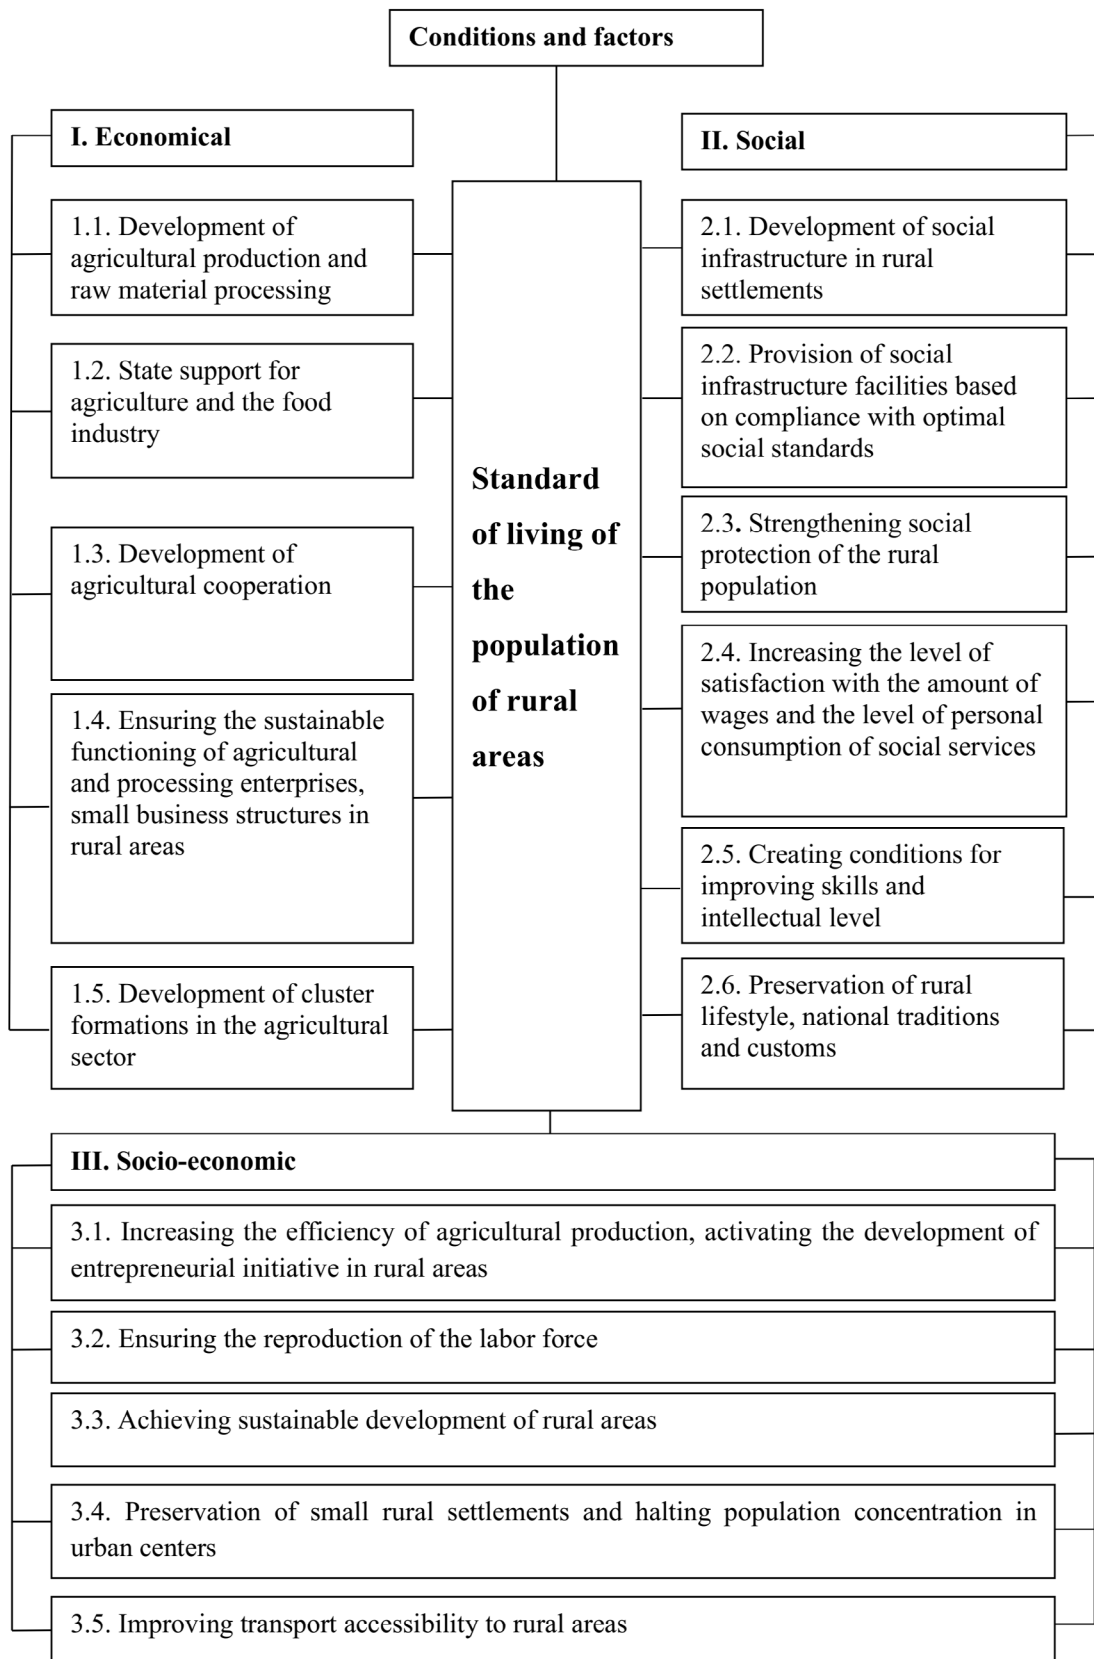 Conditions and factors
I. Economical
1.1. Development of
agricultural production and
raw material processing
1.2. State support for
agriculture and the food
industry
1.3. Development of
agricultural cooperation
1.4. Ensuring the sustainable
functioning of agricultural
and processing enterprises,
small business structures in
rural areas
1.5. Development of cluster
formations in the agricultural
sector
Standard
of living of
the
population
of rural
areas
II. Social
2.1. Development of social
infrastructure in rural
settlements
2.2. Provision of social
infrastructure facilities based
on compliance with optimal
social standards
2.3. Strengthening social
protection of the rural
population
2.4. Increasing the level of
satisfaction with the amount of
wages and the level of personal
consumption of social services
2.5. Creating conditions for
improving skills and
intellectual level
2.6. Preservation of rural
lifestyle, national traditions
and customs
III. Socio-economic
3.1. Increasing the efficiency of agricultural production, activating the development of
entrepreneurial initiative in rural areas
3.2. Ensuring the reproduction of the labor force
3.3. Achieving sustainable development of rural areas
3.4. Preservation of small rural settlements and halting population concentration in
urban centers
3.5. Improving transport accessibility to rural areas